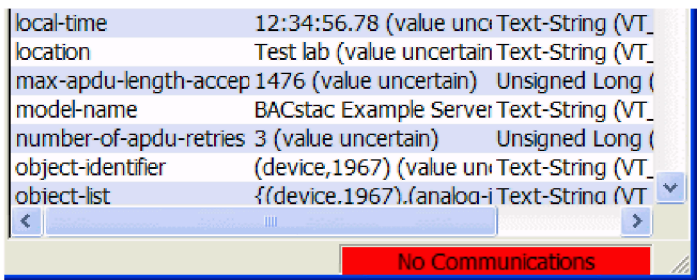 local-time 12:34:56.78 (value unc Text-String (VT_
location Test lab (value uncertain Text-String (VT_
max-apdu-length-accep 1476 (value uncertain) Unsigned Long (
model-name BACstac Example Server Text-String (VT_
number-of-apdu-retries 3 (value uncertain) Unsigned Long (
object-identifier (device,1967) (value un Text-String (VT_
object-list {(device,1967),(analog-i Text-String (VT_
No Communications